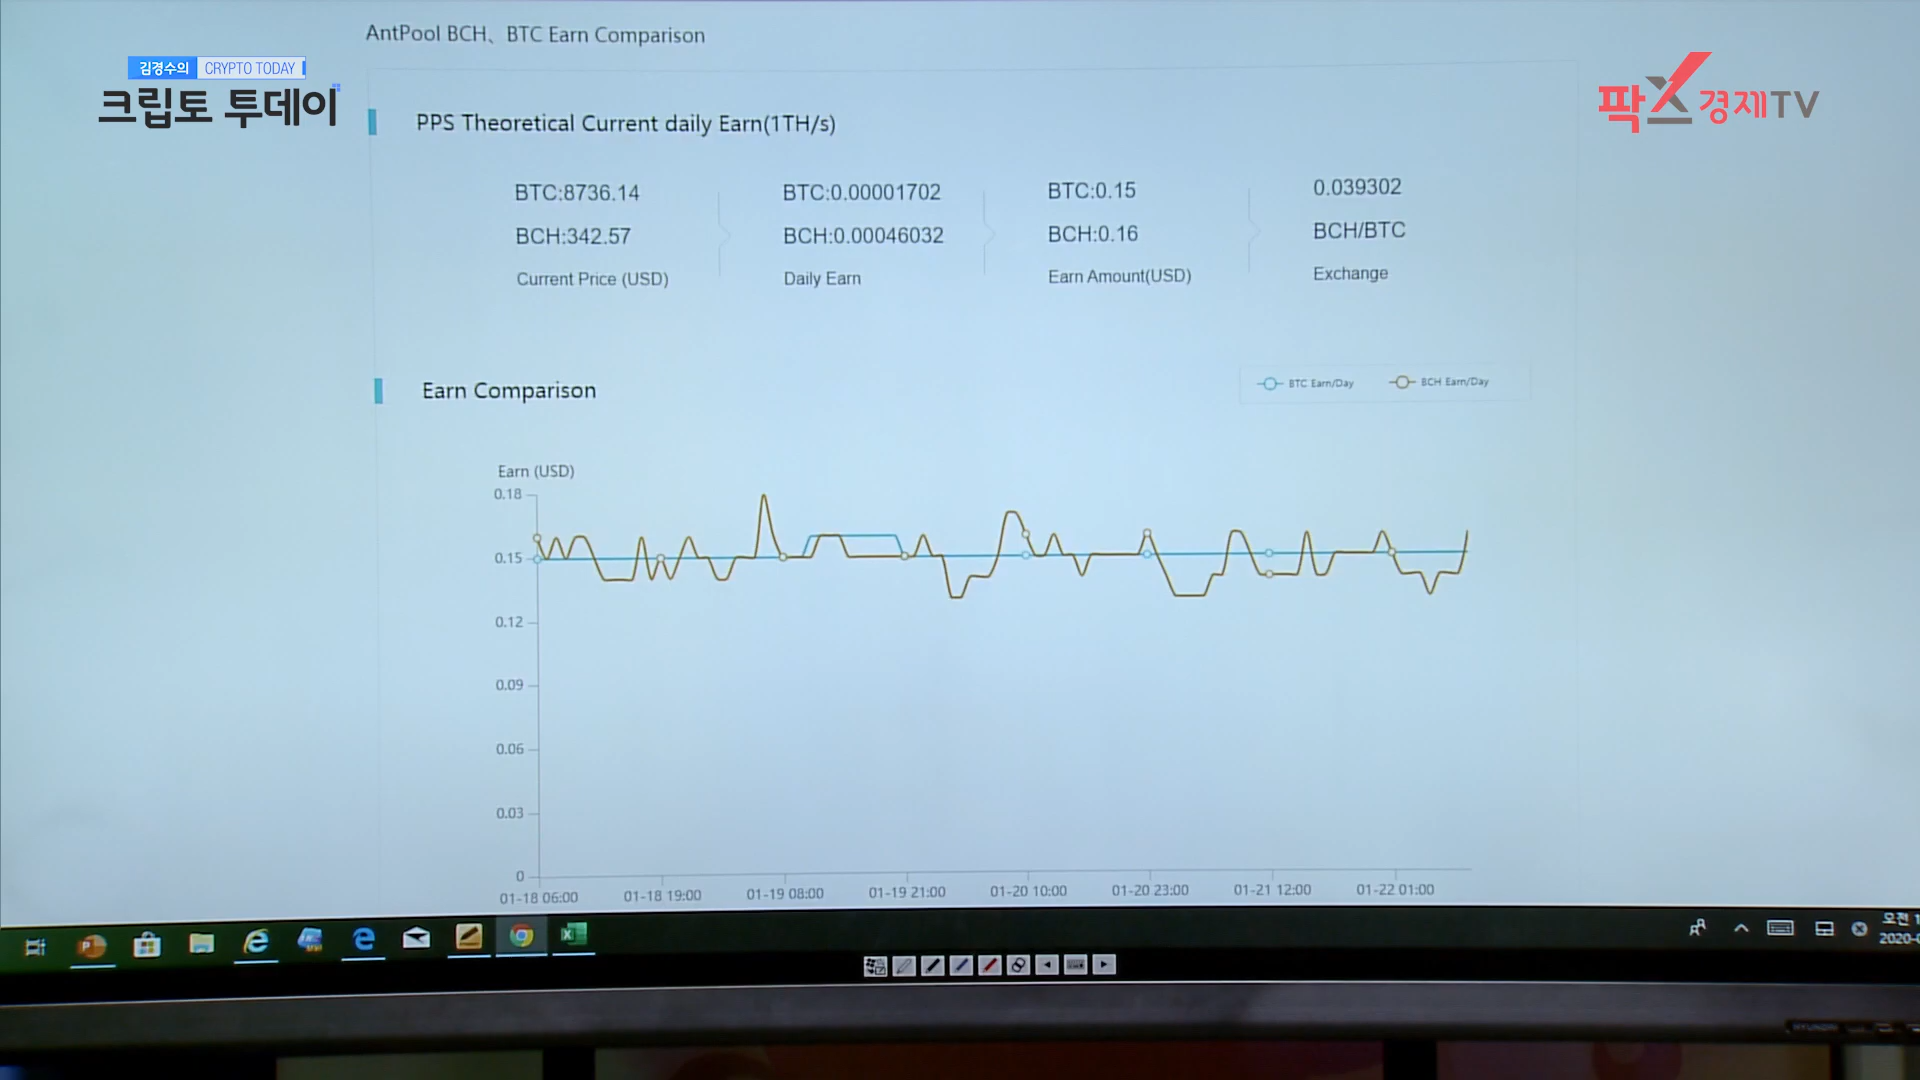 AntPool BCH、BTC Earn Comparison
김경수의 CRYPTO TODAY
크립토 투데이
팍스경제TV
PPS Theoretical Current daily Earn(1TH/s)
BTC:8736.14
BCH:342.57
Current Price (USD)
BTC:0.00001702
BCH:0.00046032
Daily Earn
BTC:0.15
BCH:0.16
Earn Amount(USD)
0.039302
BCH/BTC
Exchange
Earn Comparison
BTC Earn/Day
BCH Earn/Day
Earn (USD)
0.18
0.15
0.12
0.09
0.06
0.03
0
01-18 06:00
01-18 19:00
01-19 08:00
01-19 21:00
01-20 10:00
01-20 23:00
01-21 12:00
01-22 01:00
오전 1
2020-0
HYUNDAI